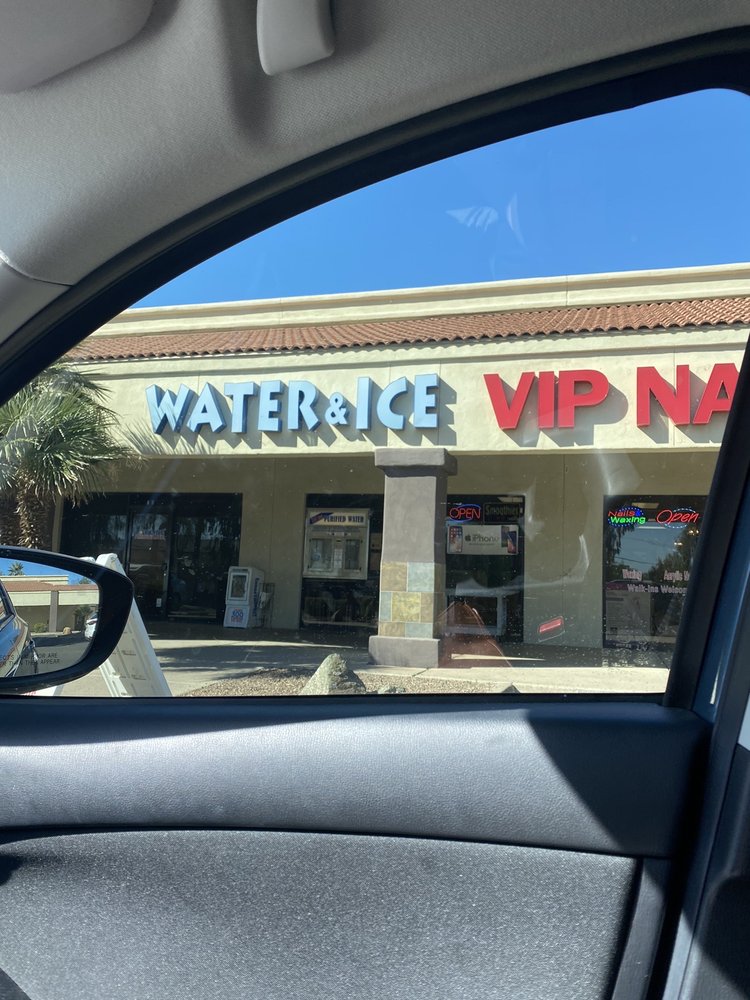 WATER & ICE
VIP NA
PURIFIED WATER
OPEN
Smoothies
iPhone
Nails
Waxing
Open
Walk-Ins Welcome